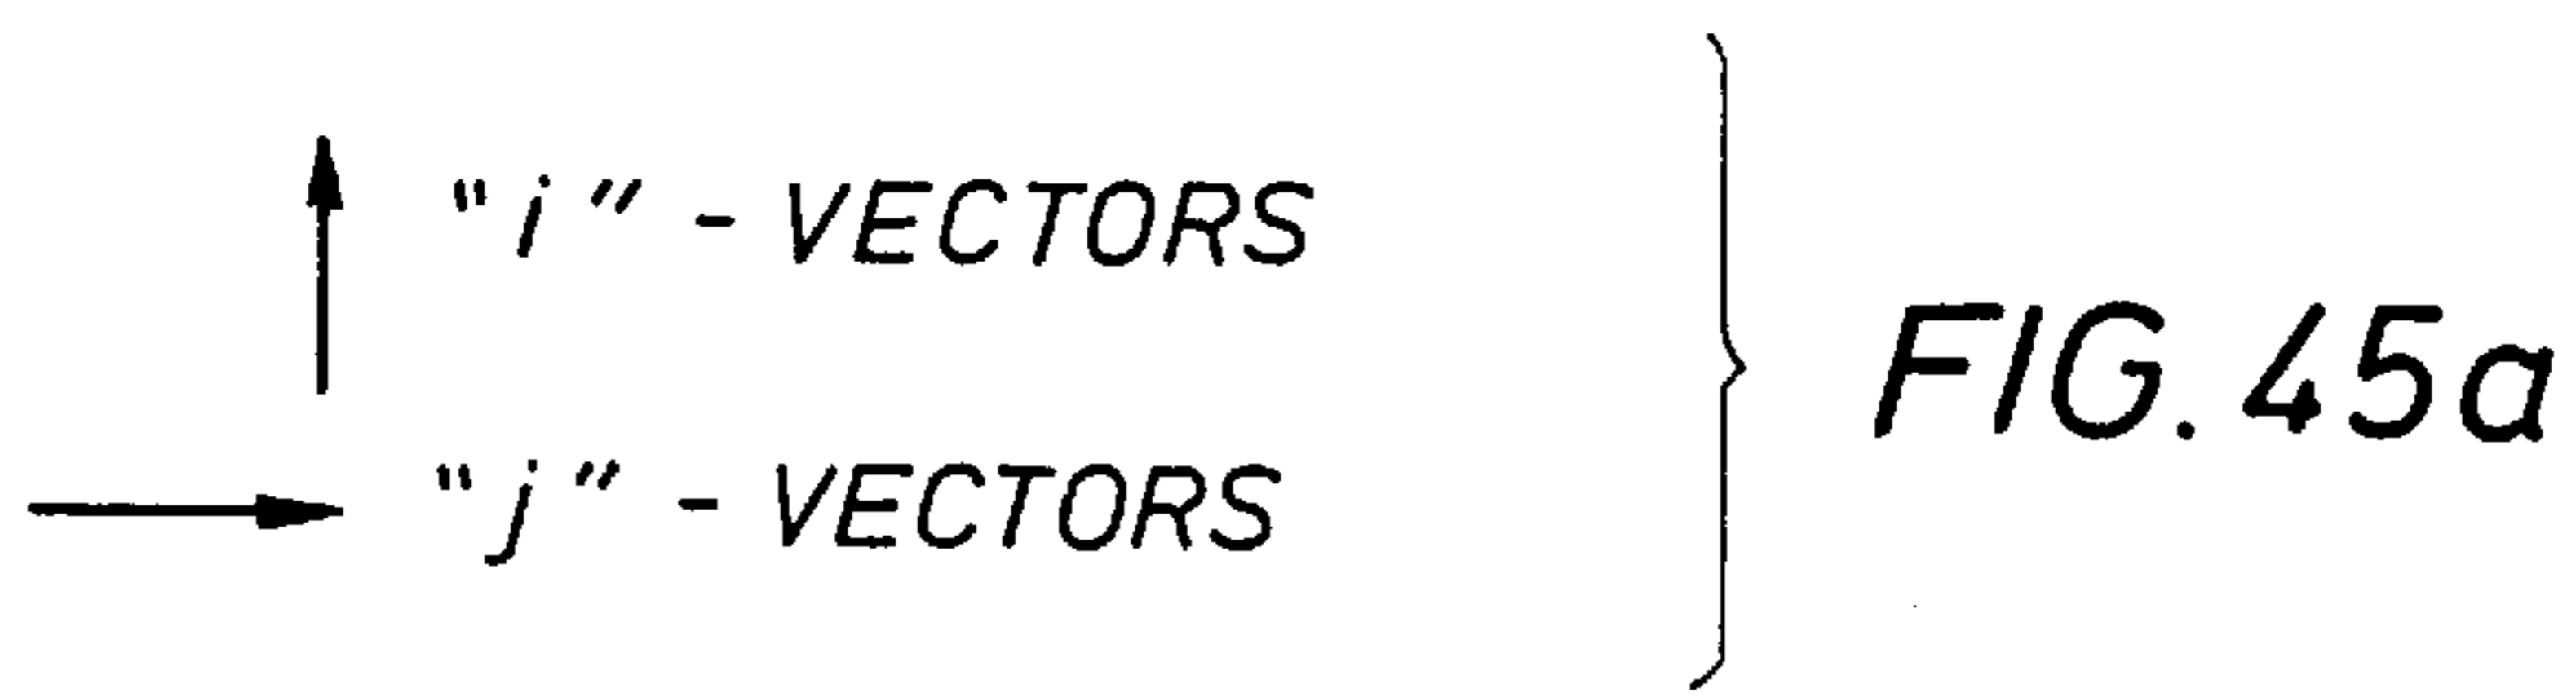 "i" - VECTORS
"j" - VECTORS
FIG. 45a